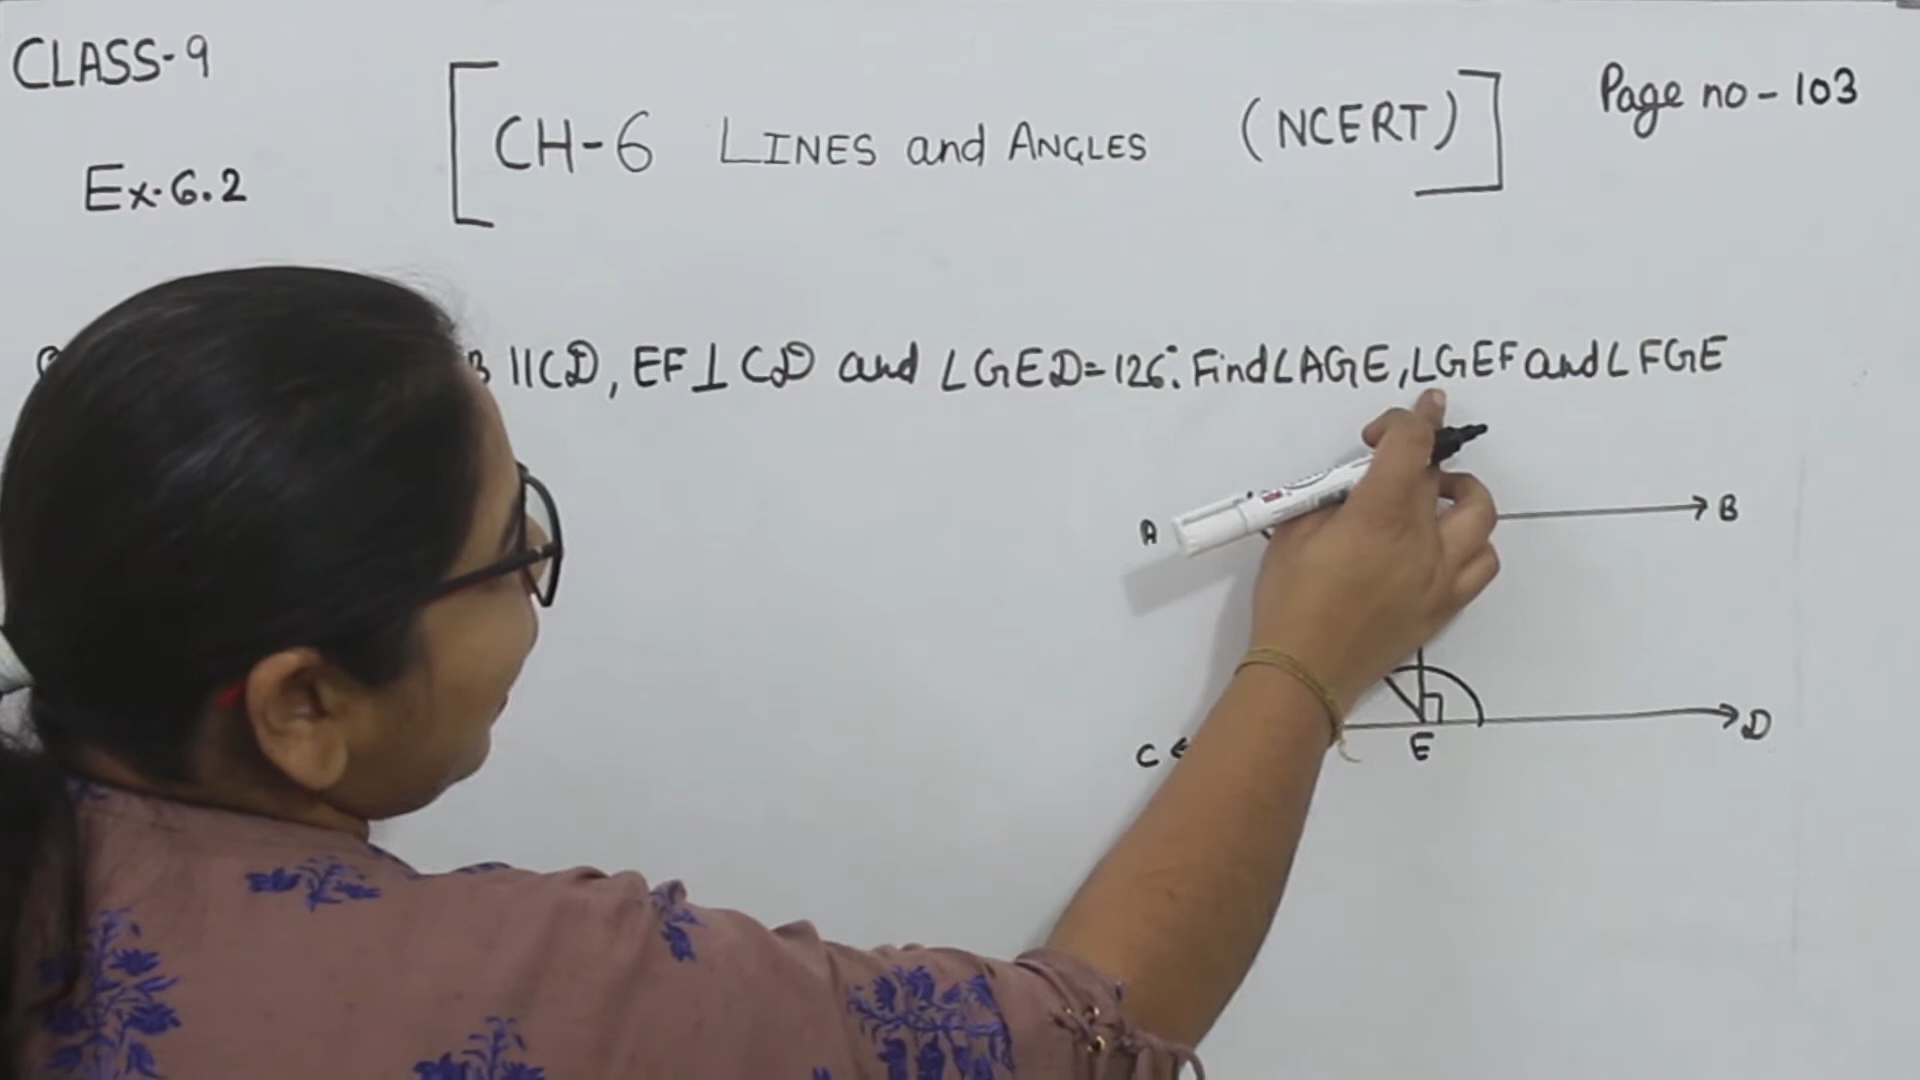 CLASS-9
[CH-6 LINES and ANGLES (NCERT)]
Page no - 103
Ex.6.2
||CD, EF⊥CD and ∠GED=126°. Find ∠AGE, ∠GEF and ∠FGE
A
B
C
E
D